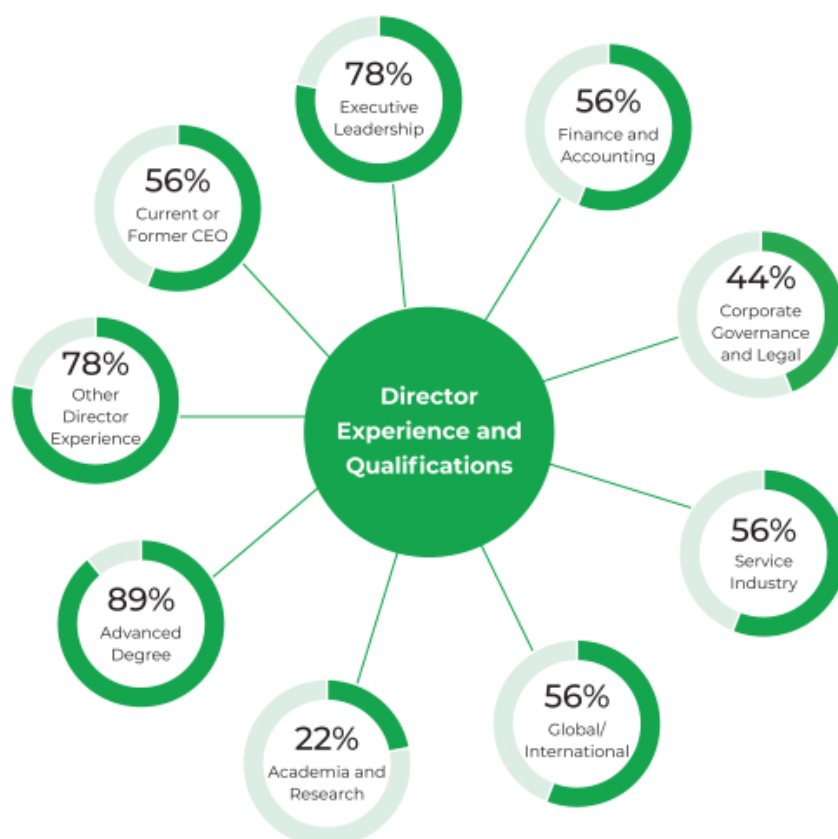 78%
Executive
Leadership
56%
Finance and
Accounting
56%
Current or
Former CEO
44%
Corporate
Governance
and Legal
78%
Other
Director
Experience
Director
Experience and
Qualifications
56%
Service
Industry
89%
Advanced
Degree
56%
Global/
International
22%
Academia and
Research